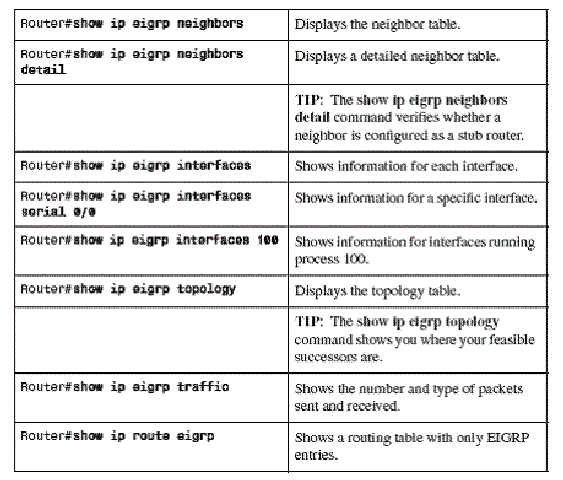 Router#show ip eigrp neighbors
Displays the neighbor table.
Router#show ip eigrp neighbors
detail
Displays a detailed neighbor table.
TIP: The show ip eigrp neighbors
detail command verifies whether a
neighbor is configured as a stub router.
Router#show ip eigrp interfaces
Shows information for each interface.
Router#show ip eigrp interfaces
serial 0/0
Shows information for a specific interface.
Router#show ip eigrp interfaces 100
Shows information for interfaces running
process 100.
Router#show ip eigrp topology
Displays the topology table.
TIP: The show ip eigrp topology
command shows you where your feasible
successors are.
Router#show ip eigrp traffic
Shows the number and type of packets
sent and received.
Router#show ip route eigrp
Shows a routing table with only EIGRP
entries.